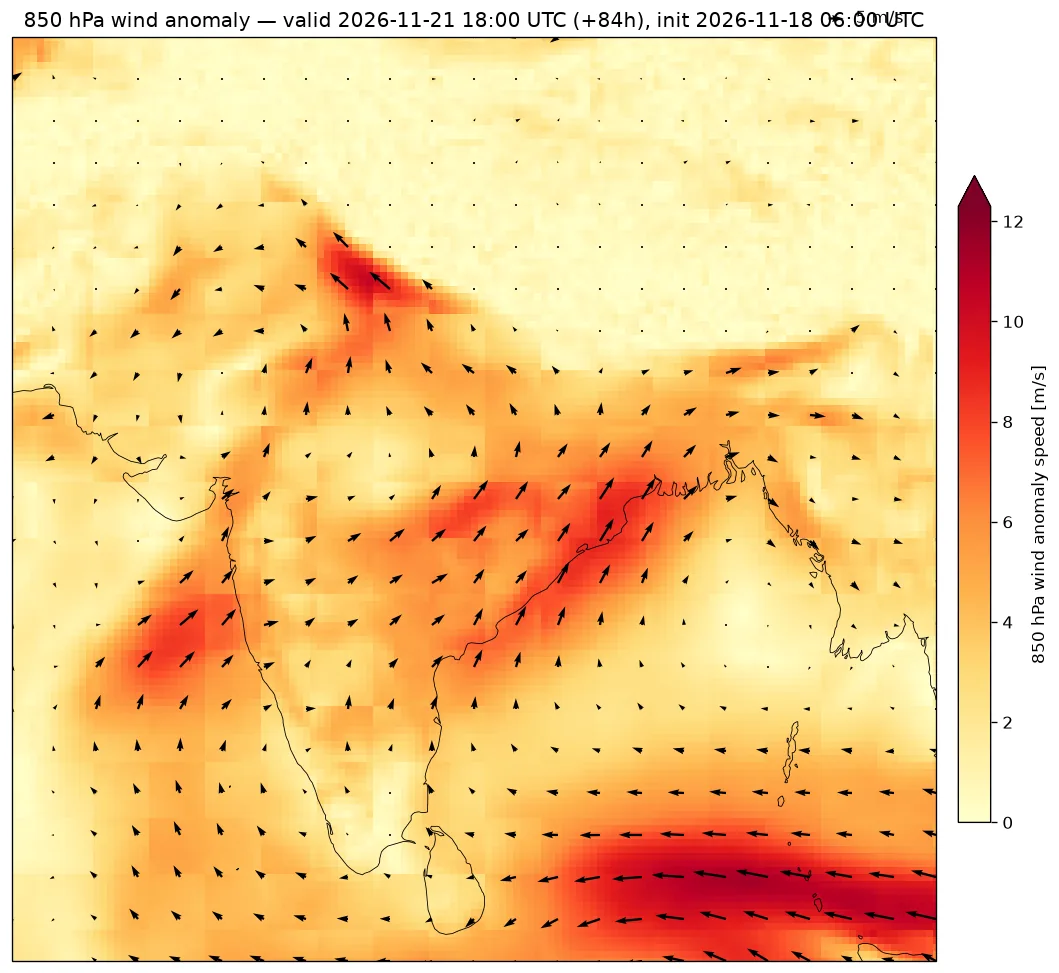 850 hPa wind anomaly — valid 2026-11-21 18:00 UTC (+84h), init 2026-11-18 06:00 UTC
5 m/s
12
10
8
6
4
2
0
850 hPa wind anomaly speed [m/s]